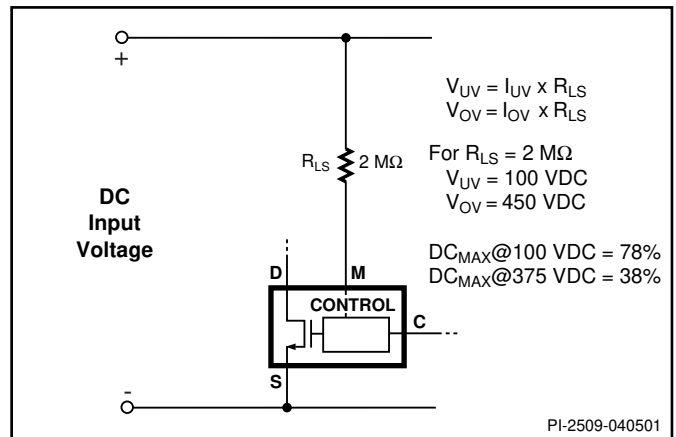 +
V_UV = I_UV x R_LS
V_OV = I_OV x R_LS
R_LS 2 MΩ
For R_LS = 2 MΩ
V_UV = 100 VDC
V_OV = 450 VDC
DC
Input
Voltage
DC_MAX@100 VDC = 78%
DC_MAX@375 VDC = 38%
D M
CONTROL
C
S
-
PI-2509-040501